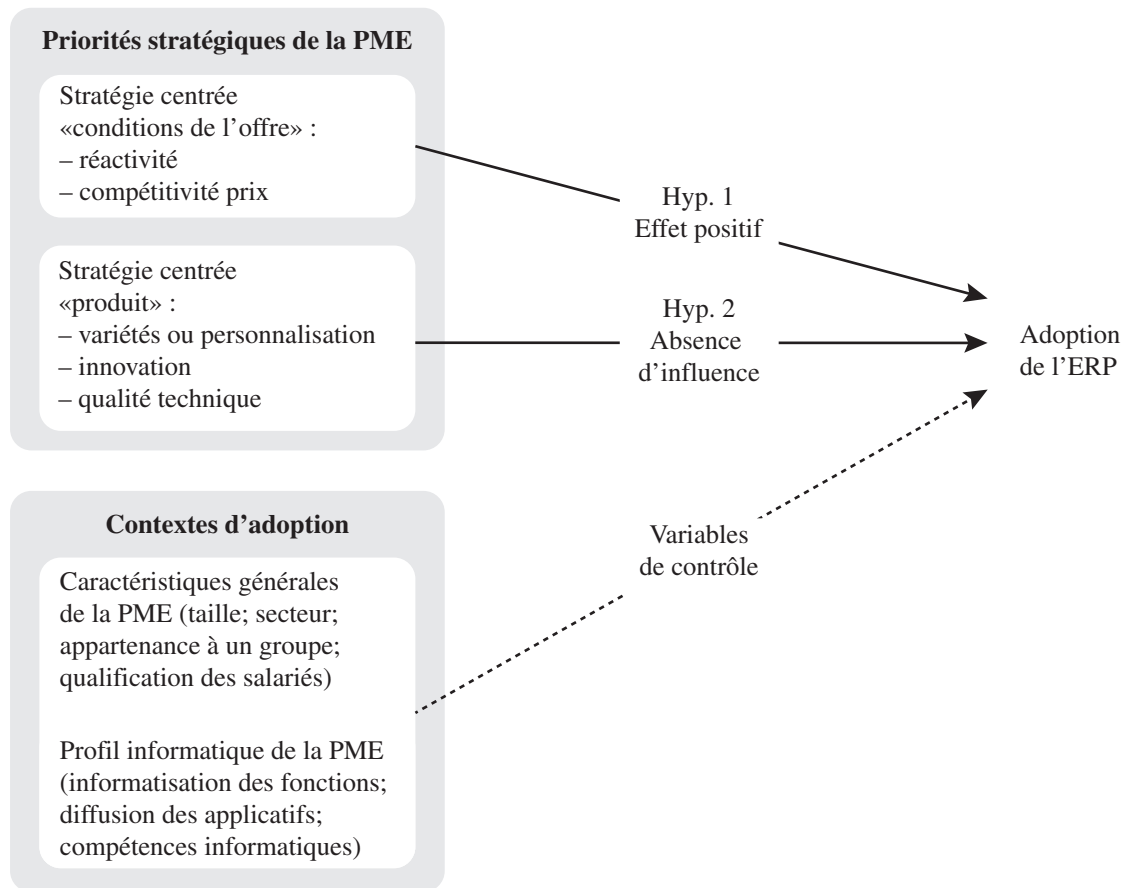 Priorités stratégiques de la PME
Stratégie centrée
«conditions de l’offre» :
– réactivité
– compétitivité prix
Hyp. 1
Effet positif
Stratégie centrée
«produit» :
– variétés ou personnalisation
– innovation
– qualité technique
Hyp. 2
Absence
d’influence
Adoption
de l’ERP
Contextes d’adoption
Caractéristiques générales
de la PME (taille; secteur;
appartenance à un groupe;
qualification des salariés)
Variables
de contrôle
Profil informatique de la PME
(informatisation des fonctions;
diffusion des applicatifs;
compétences informatiques)